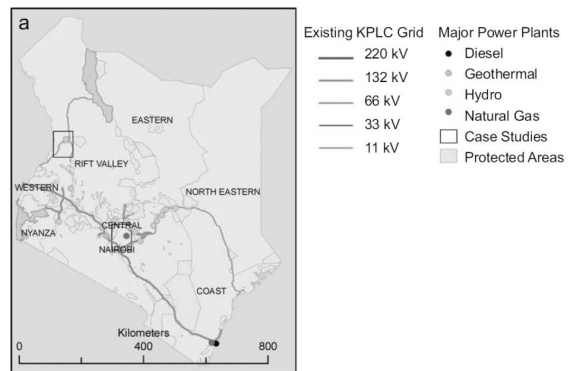 a
EASTERN
RIFT VALLEY
WESTERN
NORTH EASTERN
NYANZA
CENTRAL
NAIROBI
COAST
Kilometers
0 400 800
Existing KPLC Grid
220 kV
132 kV
66 kV
33 kV
11 kV
Major Power Plants
Diesel
Geothermal
Hydro
Natural Gas
Case Studies
Protected Areas